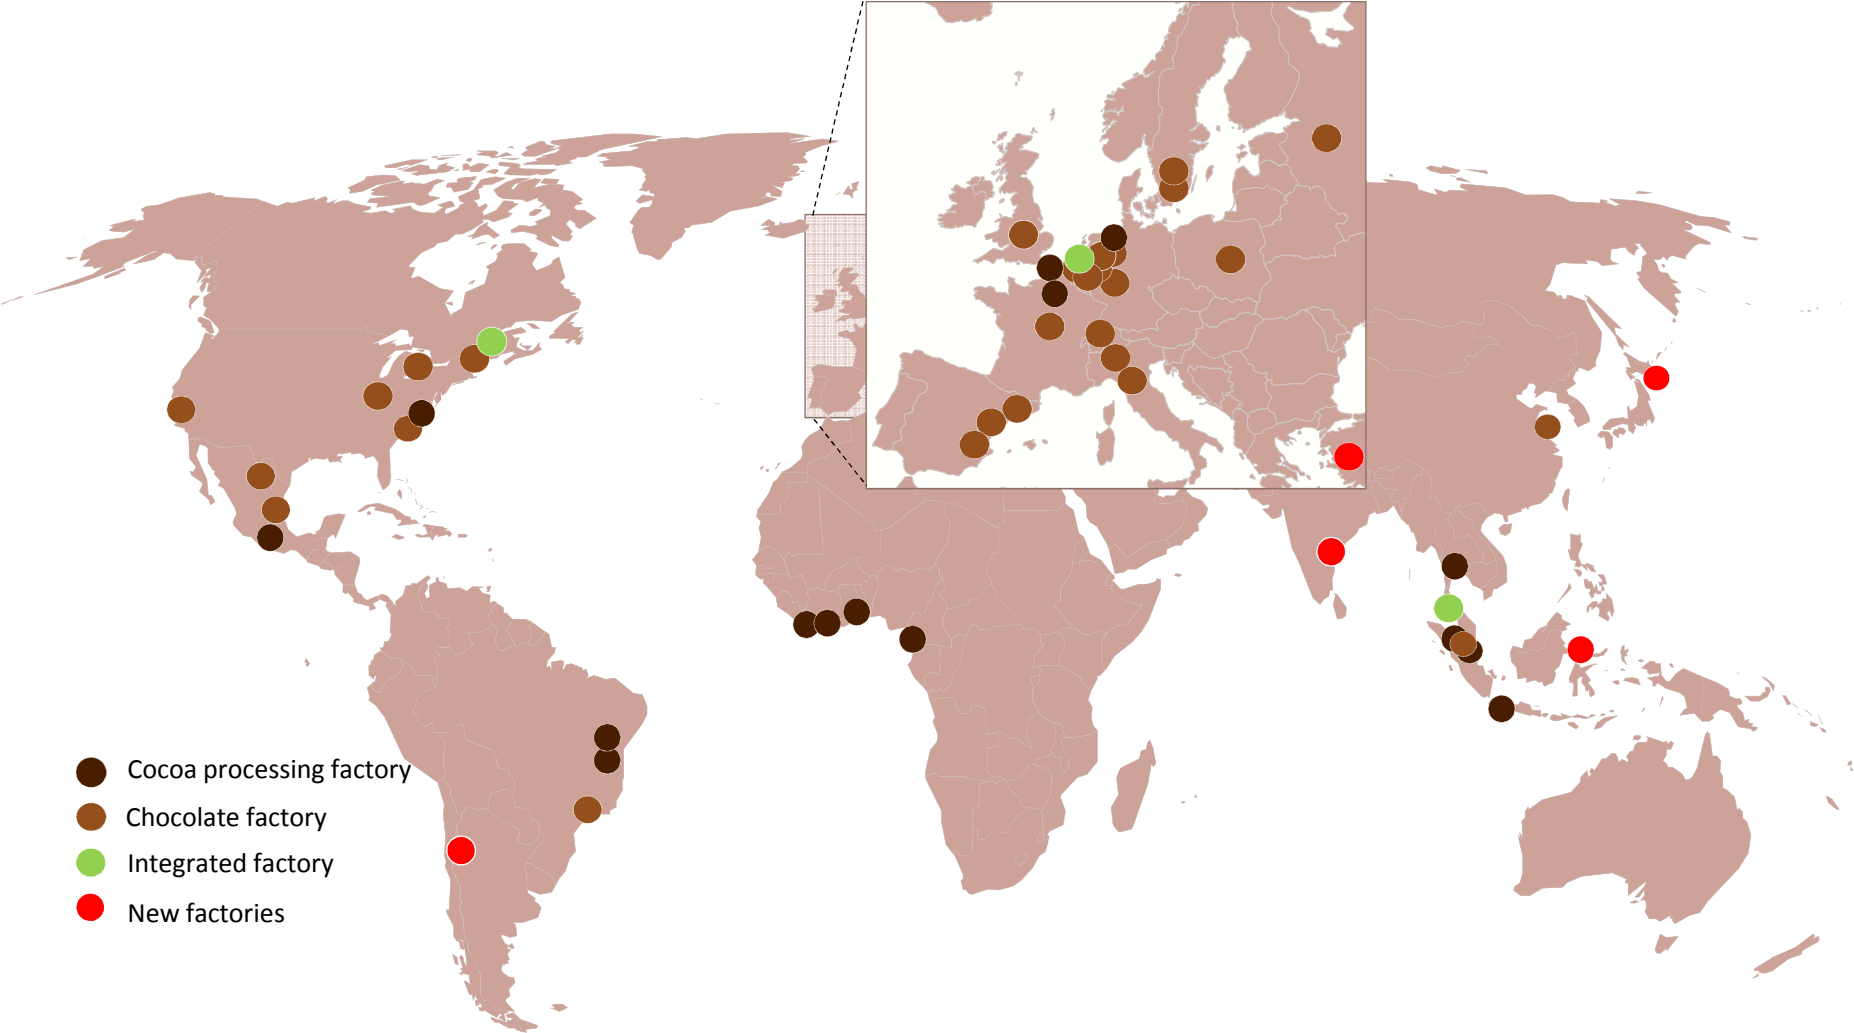 Cocoa processing factory
Chocolate factory
Integrated factory
New factories